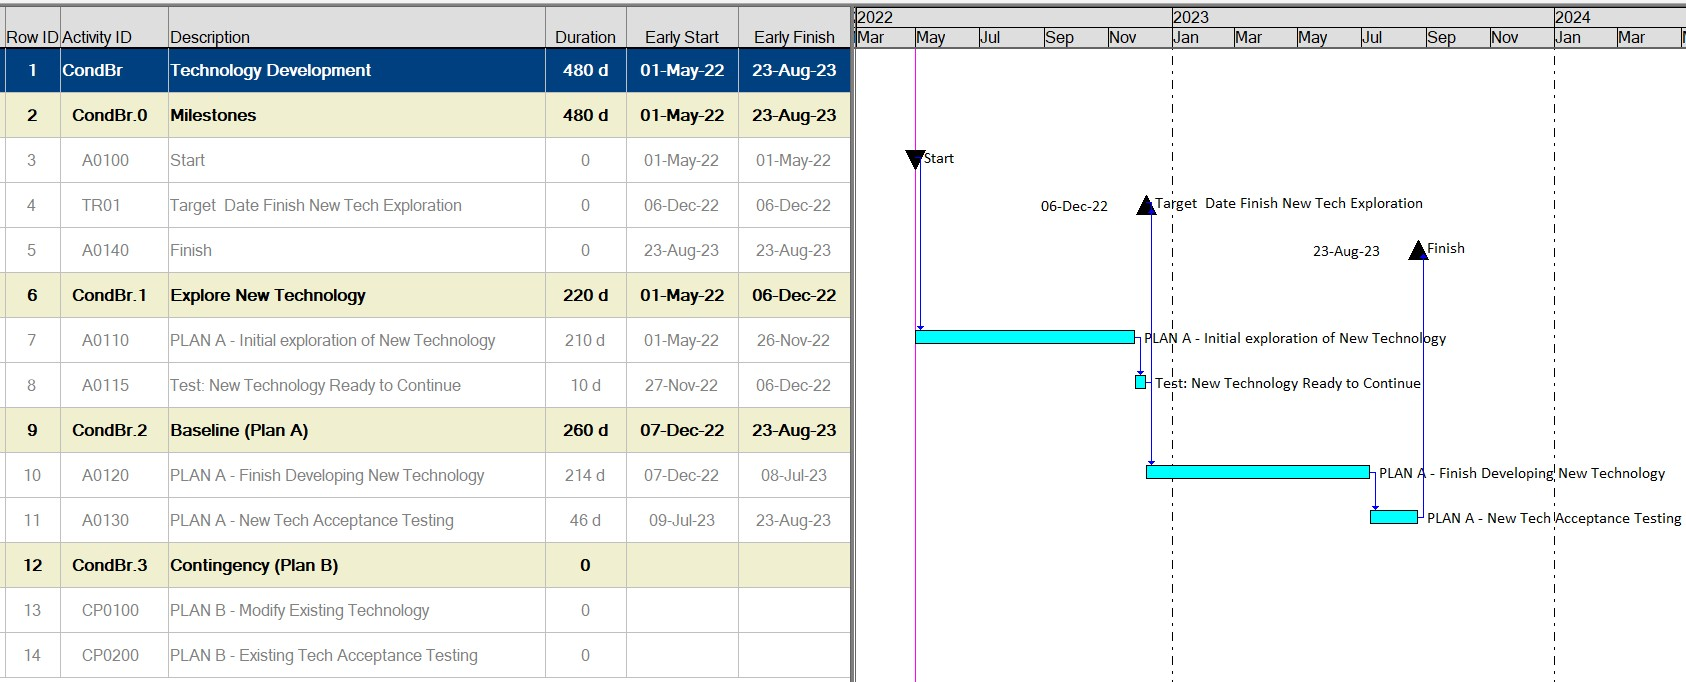 2022 2023 2024
Row ID Activity ID Description Duration Early Start Early Finish Mar May Jul Sep Nov Jan Mar May Jul Sep Nov Jan Mar
1 CondBr Technology Development 480 d 01-May-22 23-Aug-23
2 CondBr.0 Milestones 480 d 01-May-22 23-Aug-23
3 A0100 Start 0 01-May-22 01-May-22 Start
4 TR01 Target  Date Finish New Tech Exploration 0 06-Dec-22 06-Dec-22 06-Dec-22 Target  Date Finish New Tech Exploration
5 A0140 Finish 0 23-Aug-23 23-Aug-23 23-Aug-23 Finish
6 CondBr.1 Explore New Technology 220 d 01-May-22 06-Dec-22
7 A0110 PLAN A - Initial exploration of New Technology 210 d 01-May-22 26-Nov-22 PLAN A - Initial exploration of New Technology
8 A0115 Test: New Technology Ready to Continue 10 d 27-Nov-22 06-Dec-22 Test: New Technology Ready to Continue
9 CondBr.2 Baseline (Plan A) 260 d 07-Dec-22 23-Aug-23
10 A0120 PLAN A - Finish Developing New Technology 214 d 07-Dec-22 08-Jul-23 PLAN A - Finish Developing New Technology
11 A0130 PLAN A - New Tech Acceptance Testing 46 d 09-Jul-23 23-Aug-23 PLAN A - New Tech Acceptance Testing
12 CondBr.3 Contingency (Plan B) 0
13 CP0100 PLAN B - Modify Existing Technology 0
14 CP0200 PLAN B - Existing Tech Acceptance Testing 0